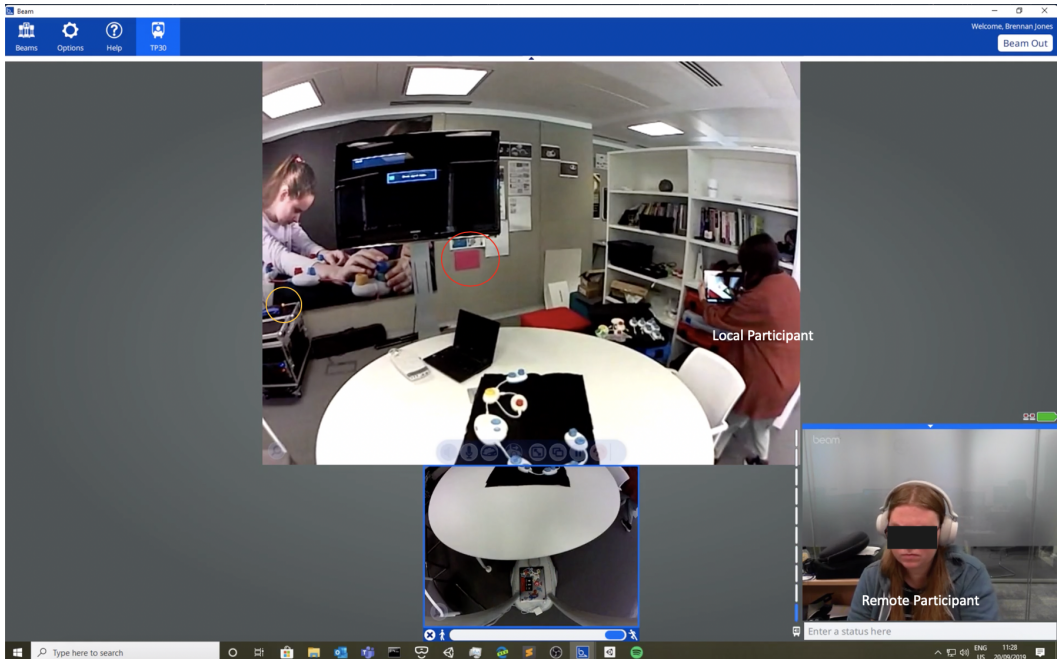 Beam
Beams
Options
Help
TP30
Welcome, Brennan Jones
Beam Out
Local Participant
beam
Remote Participant
Enter a status here
Type here to search
ENG
US
11:28
20/09/2019